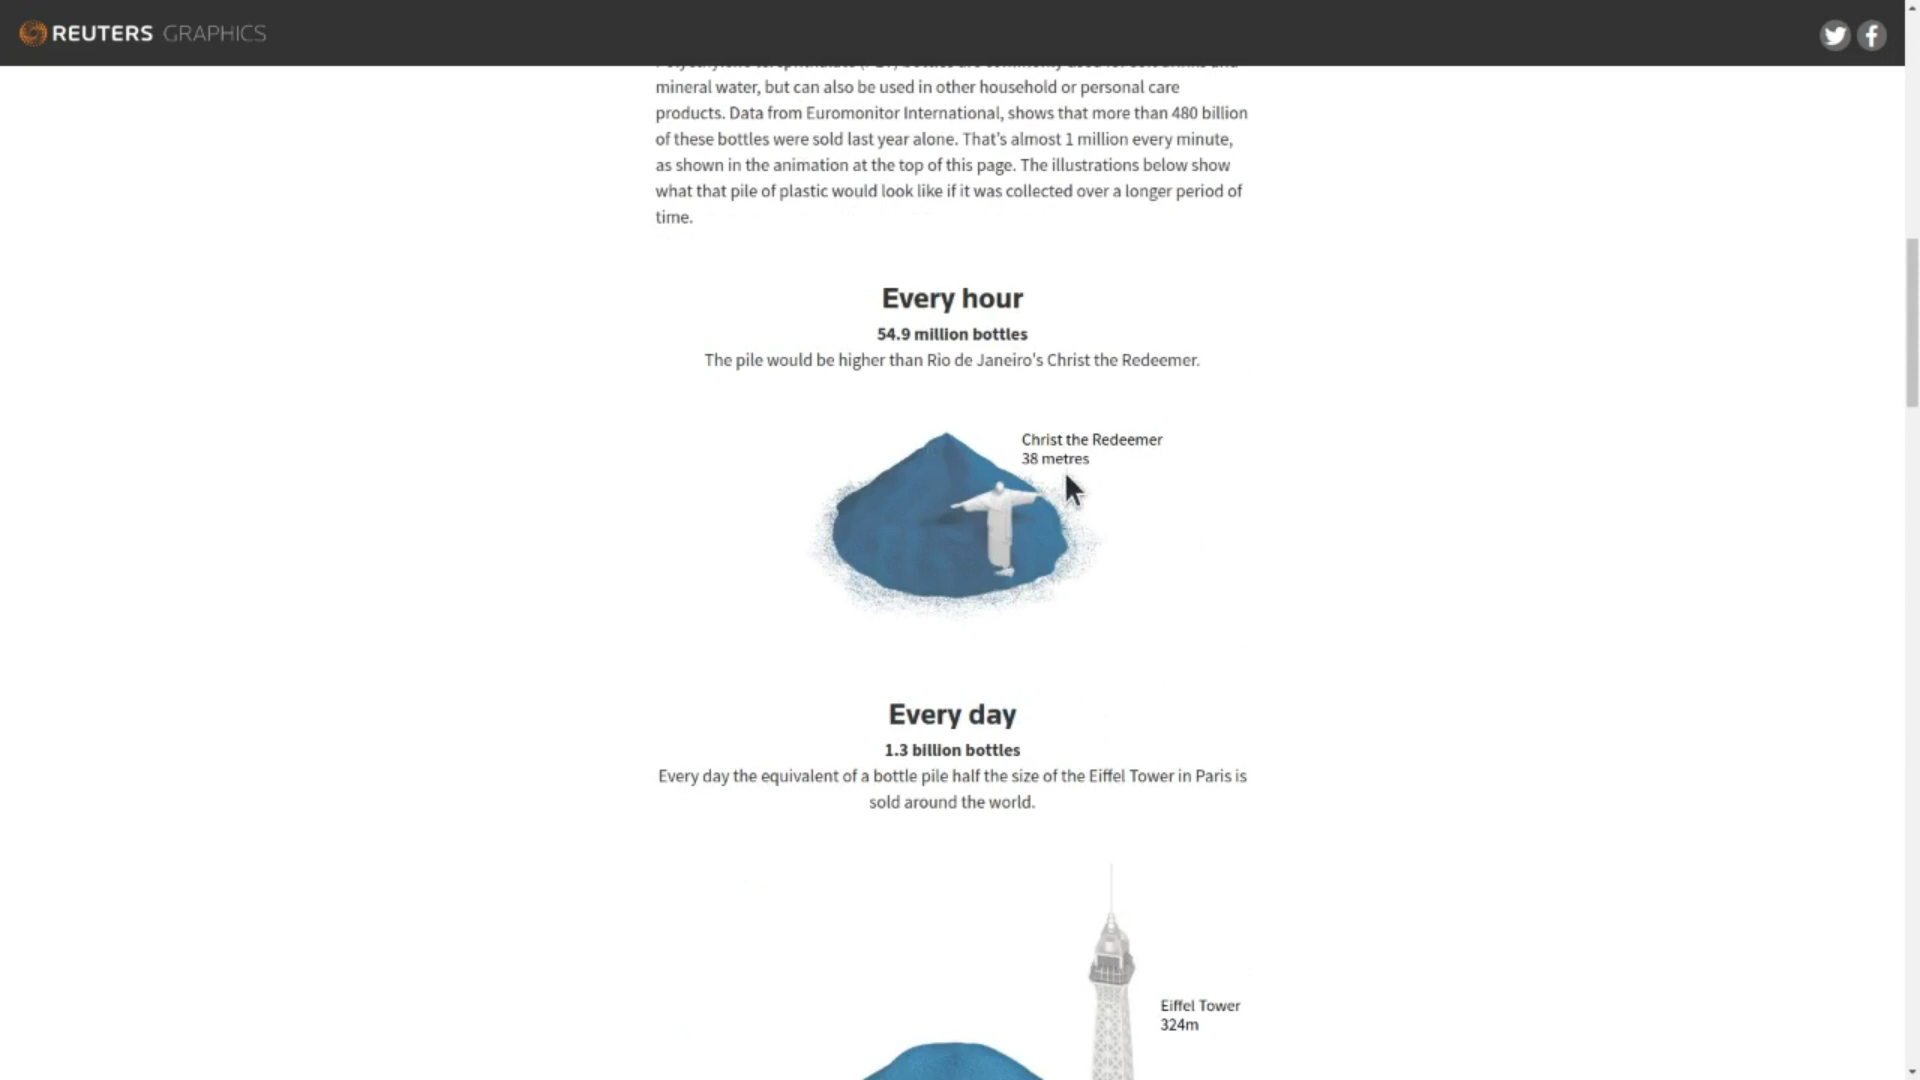 REUTERS GRAPHICS
mineral water, but can also be used in other household or personal care
products. Data from Euromonitor International, shows that more than 480 billion
of these bottles were sold last year alone. That's almost 1 million every minute,
as shown in the animation at the top of this page. The illustrations below show
what that pile of plastic would look like if it was collected over a longer period of
time.
Every hour
54.9 million bottles
The pile would be higher than Rio de Janeiro's Christ the Redeemer.
Christ the Redeemer
38 metres
Every day
1.3 billion bottles
Every day the equivalent of a bottle pile half the size of the Eiffel Tower in Paris is
sold around the world.
Eiffel Tower
324m